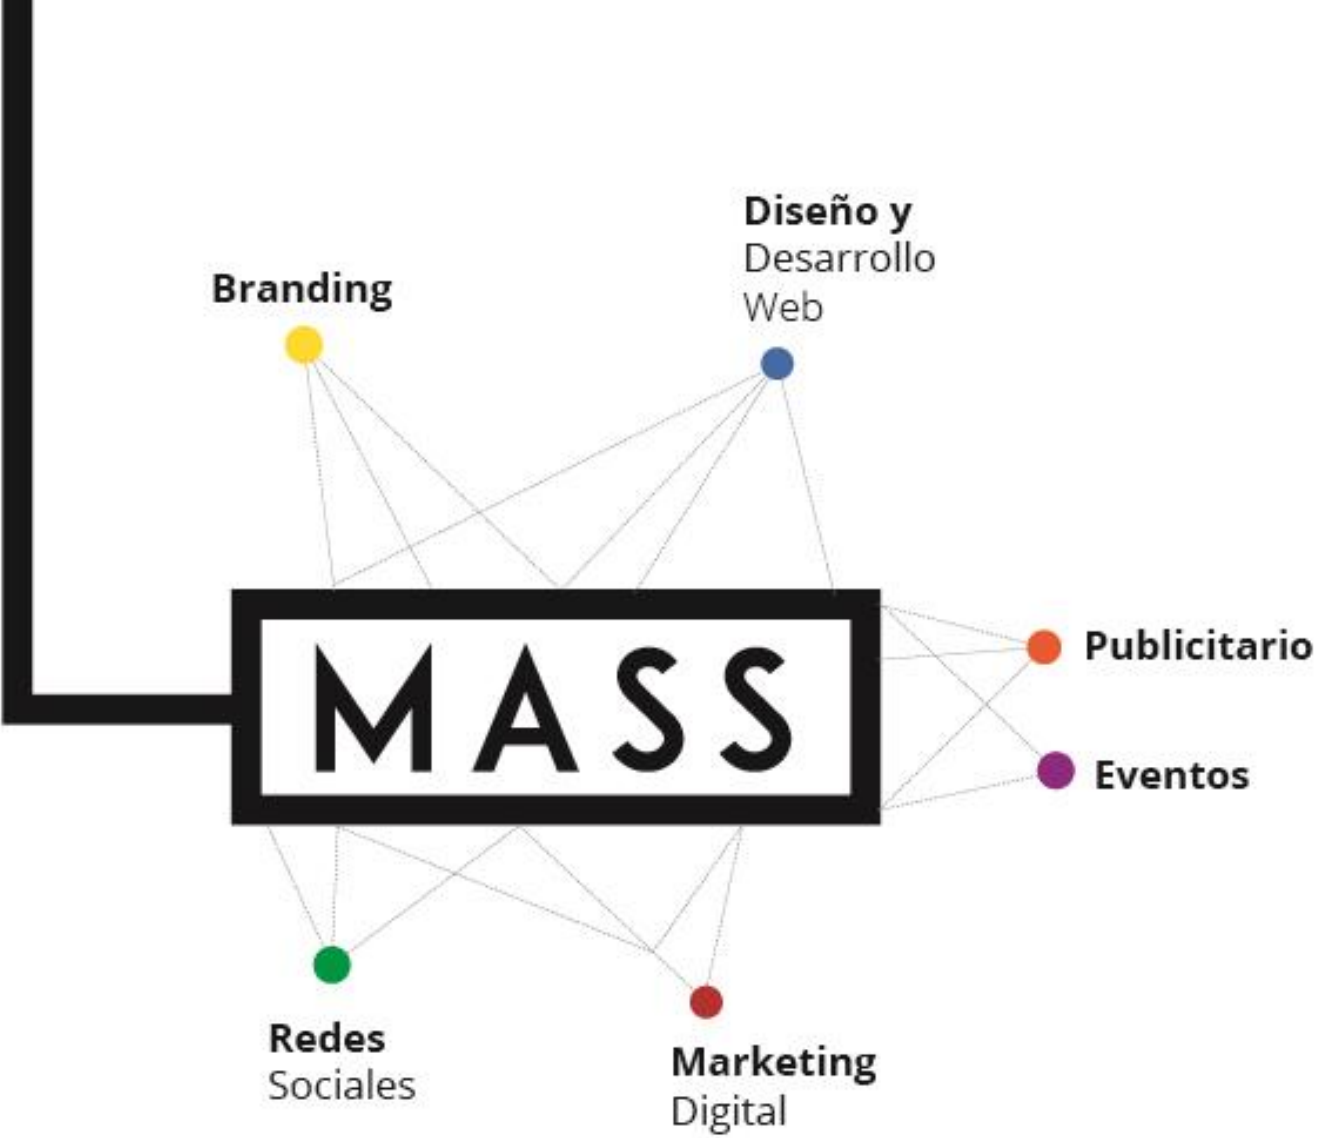 Branding
Diseño y
Desarrollo
Web
MASS
Publicitario
Eventos
Redes
Sociales
Marketing
Digital